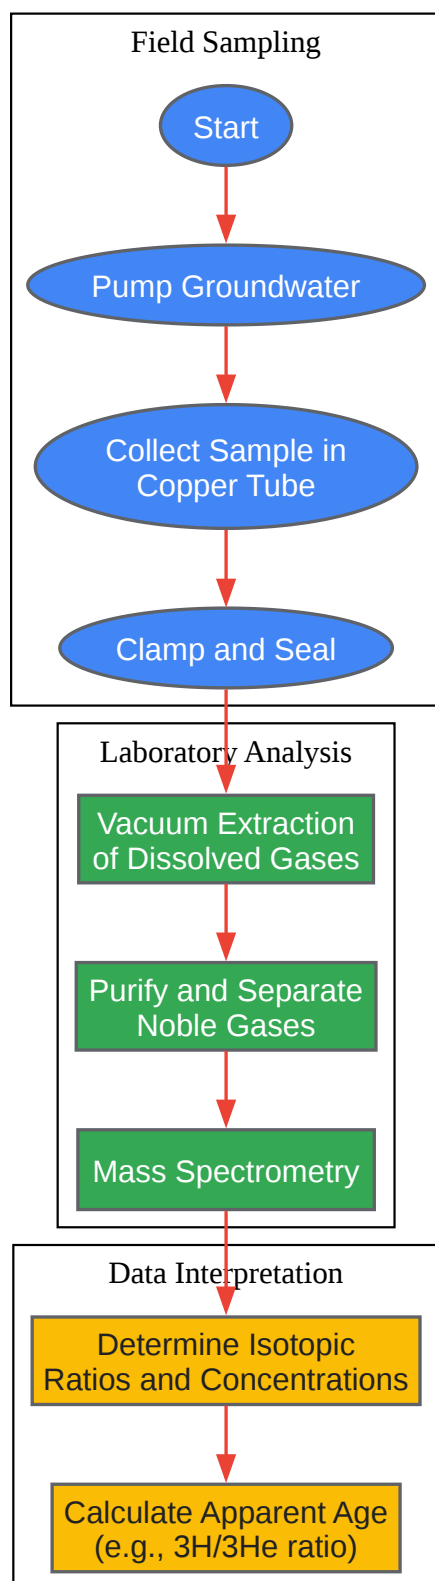 Field Sampling
Start
Pump Groundwater
Collect Sample in
Copper Tube
Clamp and Seal
Laboratory Analysis
Vacuum Extraction
of Dissolved Gases
Purify and Separate
Noble Gases
Mass Spectrometry
Data Interpretation
Determine Isotopic
Ratios and Concentrations
Calculate Apparent Age
(e.g., 3H/3He ratio)